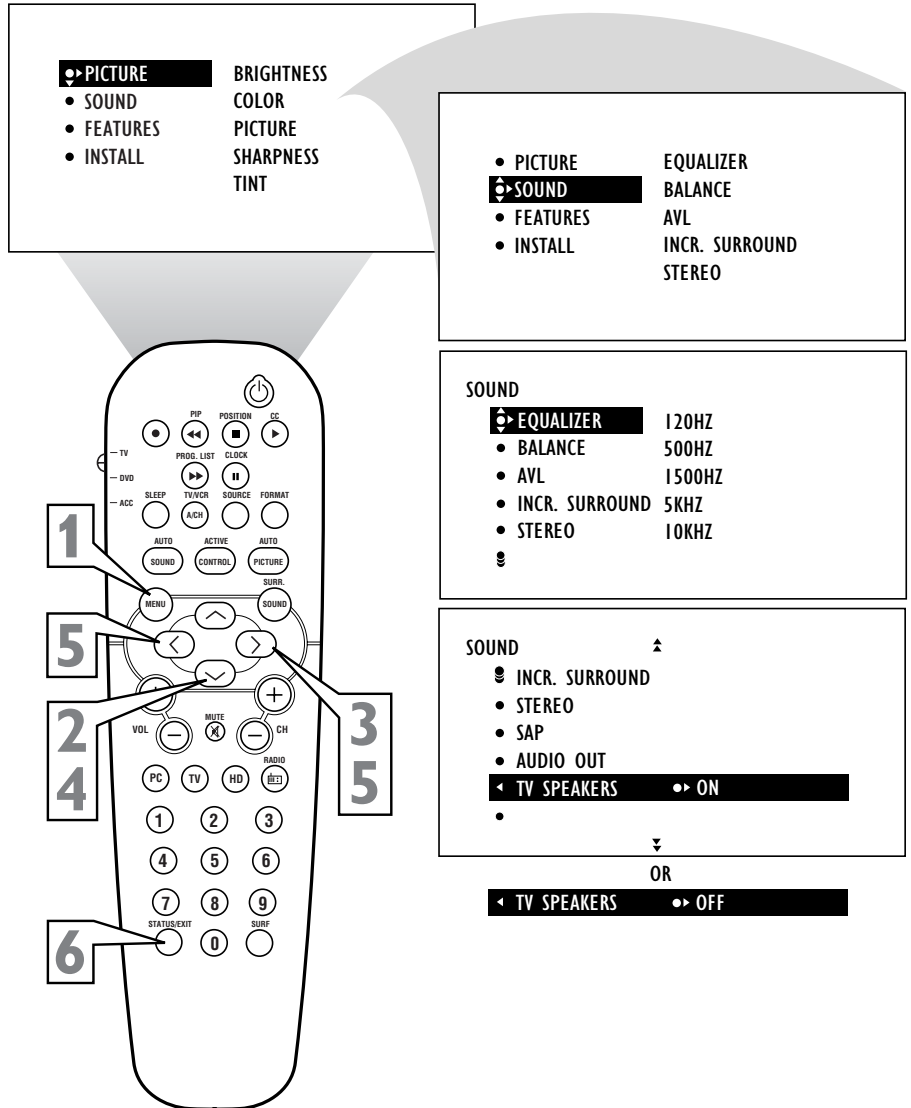 PICTURE BRIGHTNESS
SOUND COLOR
FEATURES PICTURE
INSTALL SHARPNESS
TINT
PICTURE EQUALIZER
SOUND BALANCE
FEATURES AVL
INSTALL INCR. SURROUND
STEREO
SOUND
EQUALIZER 120HZ
BALANCE 500HZ
AVL 1500HZ
INCR. SURROUND 5KHZ
STEREO 10KHZ
SOUND
INCR. SURROUND
STEREO
SAP
AUDIO OUT
TV SPEAKERS ON
OR
TV SPEAKERS OFF
PIP POSITION CC
TV
PROG. LIST CLOCK
DVD
ACC
SLEEP TV/VCR SOURCE FORMAT
A/CH
AUTO ACTIVE AUTO
SOUND CONTROL PICTURE
SURR.
MENU SOUND
1
5
2
4
3
5
MUTE
VOL CH
RADIO
PC TV HD
1 2 3
4 5 6
7 8 9
STATUS/EXIT SURF
0
6